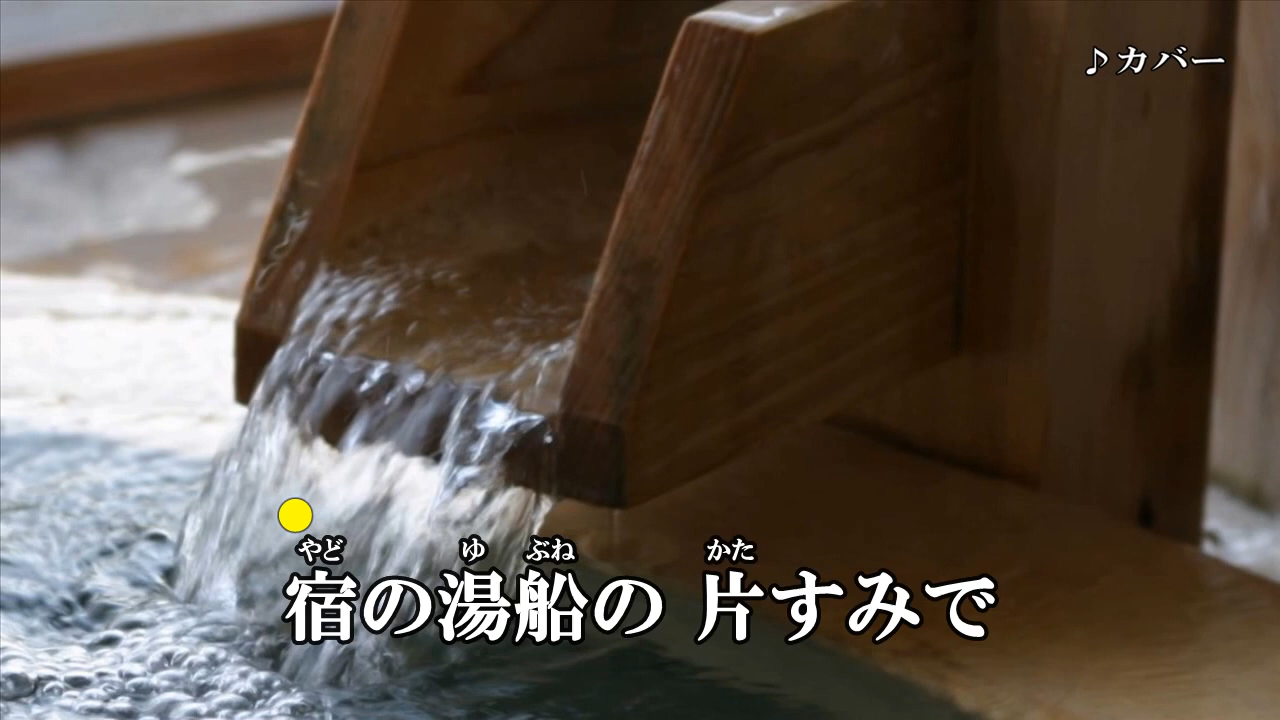 ♪カバー
やど ゆ ぶね かた
宿の湯船の 片すみで